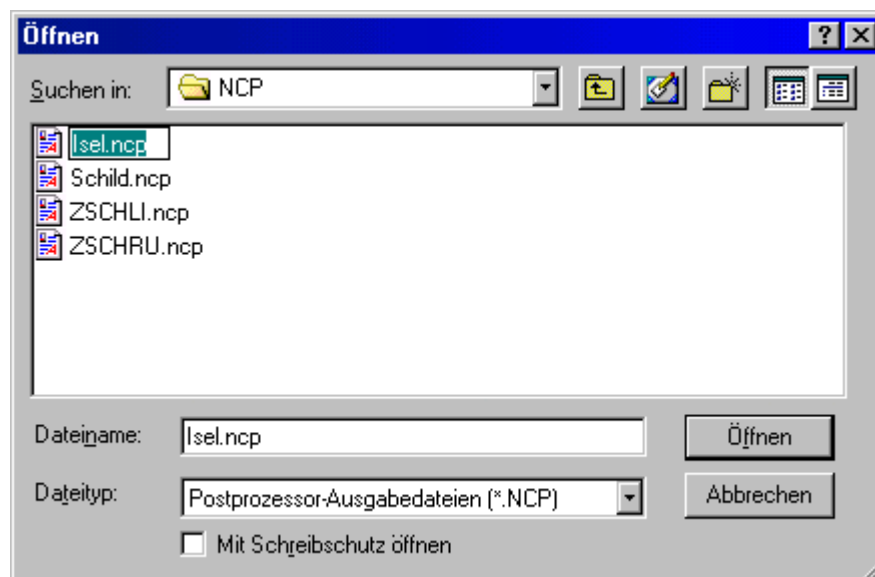 Öffnen
Suchen in: NCP
Isel.ncp
Schild.ncp
ZSCHLI.ncp
ZSCHRU.ncp
Dateiname: Isel.ncp Öffnen
Dateityp: Postprozessor-Ausgabedateien (*.NCP) Abbrechen
Mit Schreibschutz öffnen